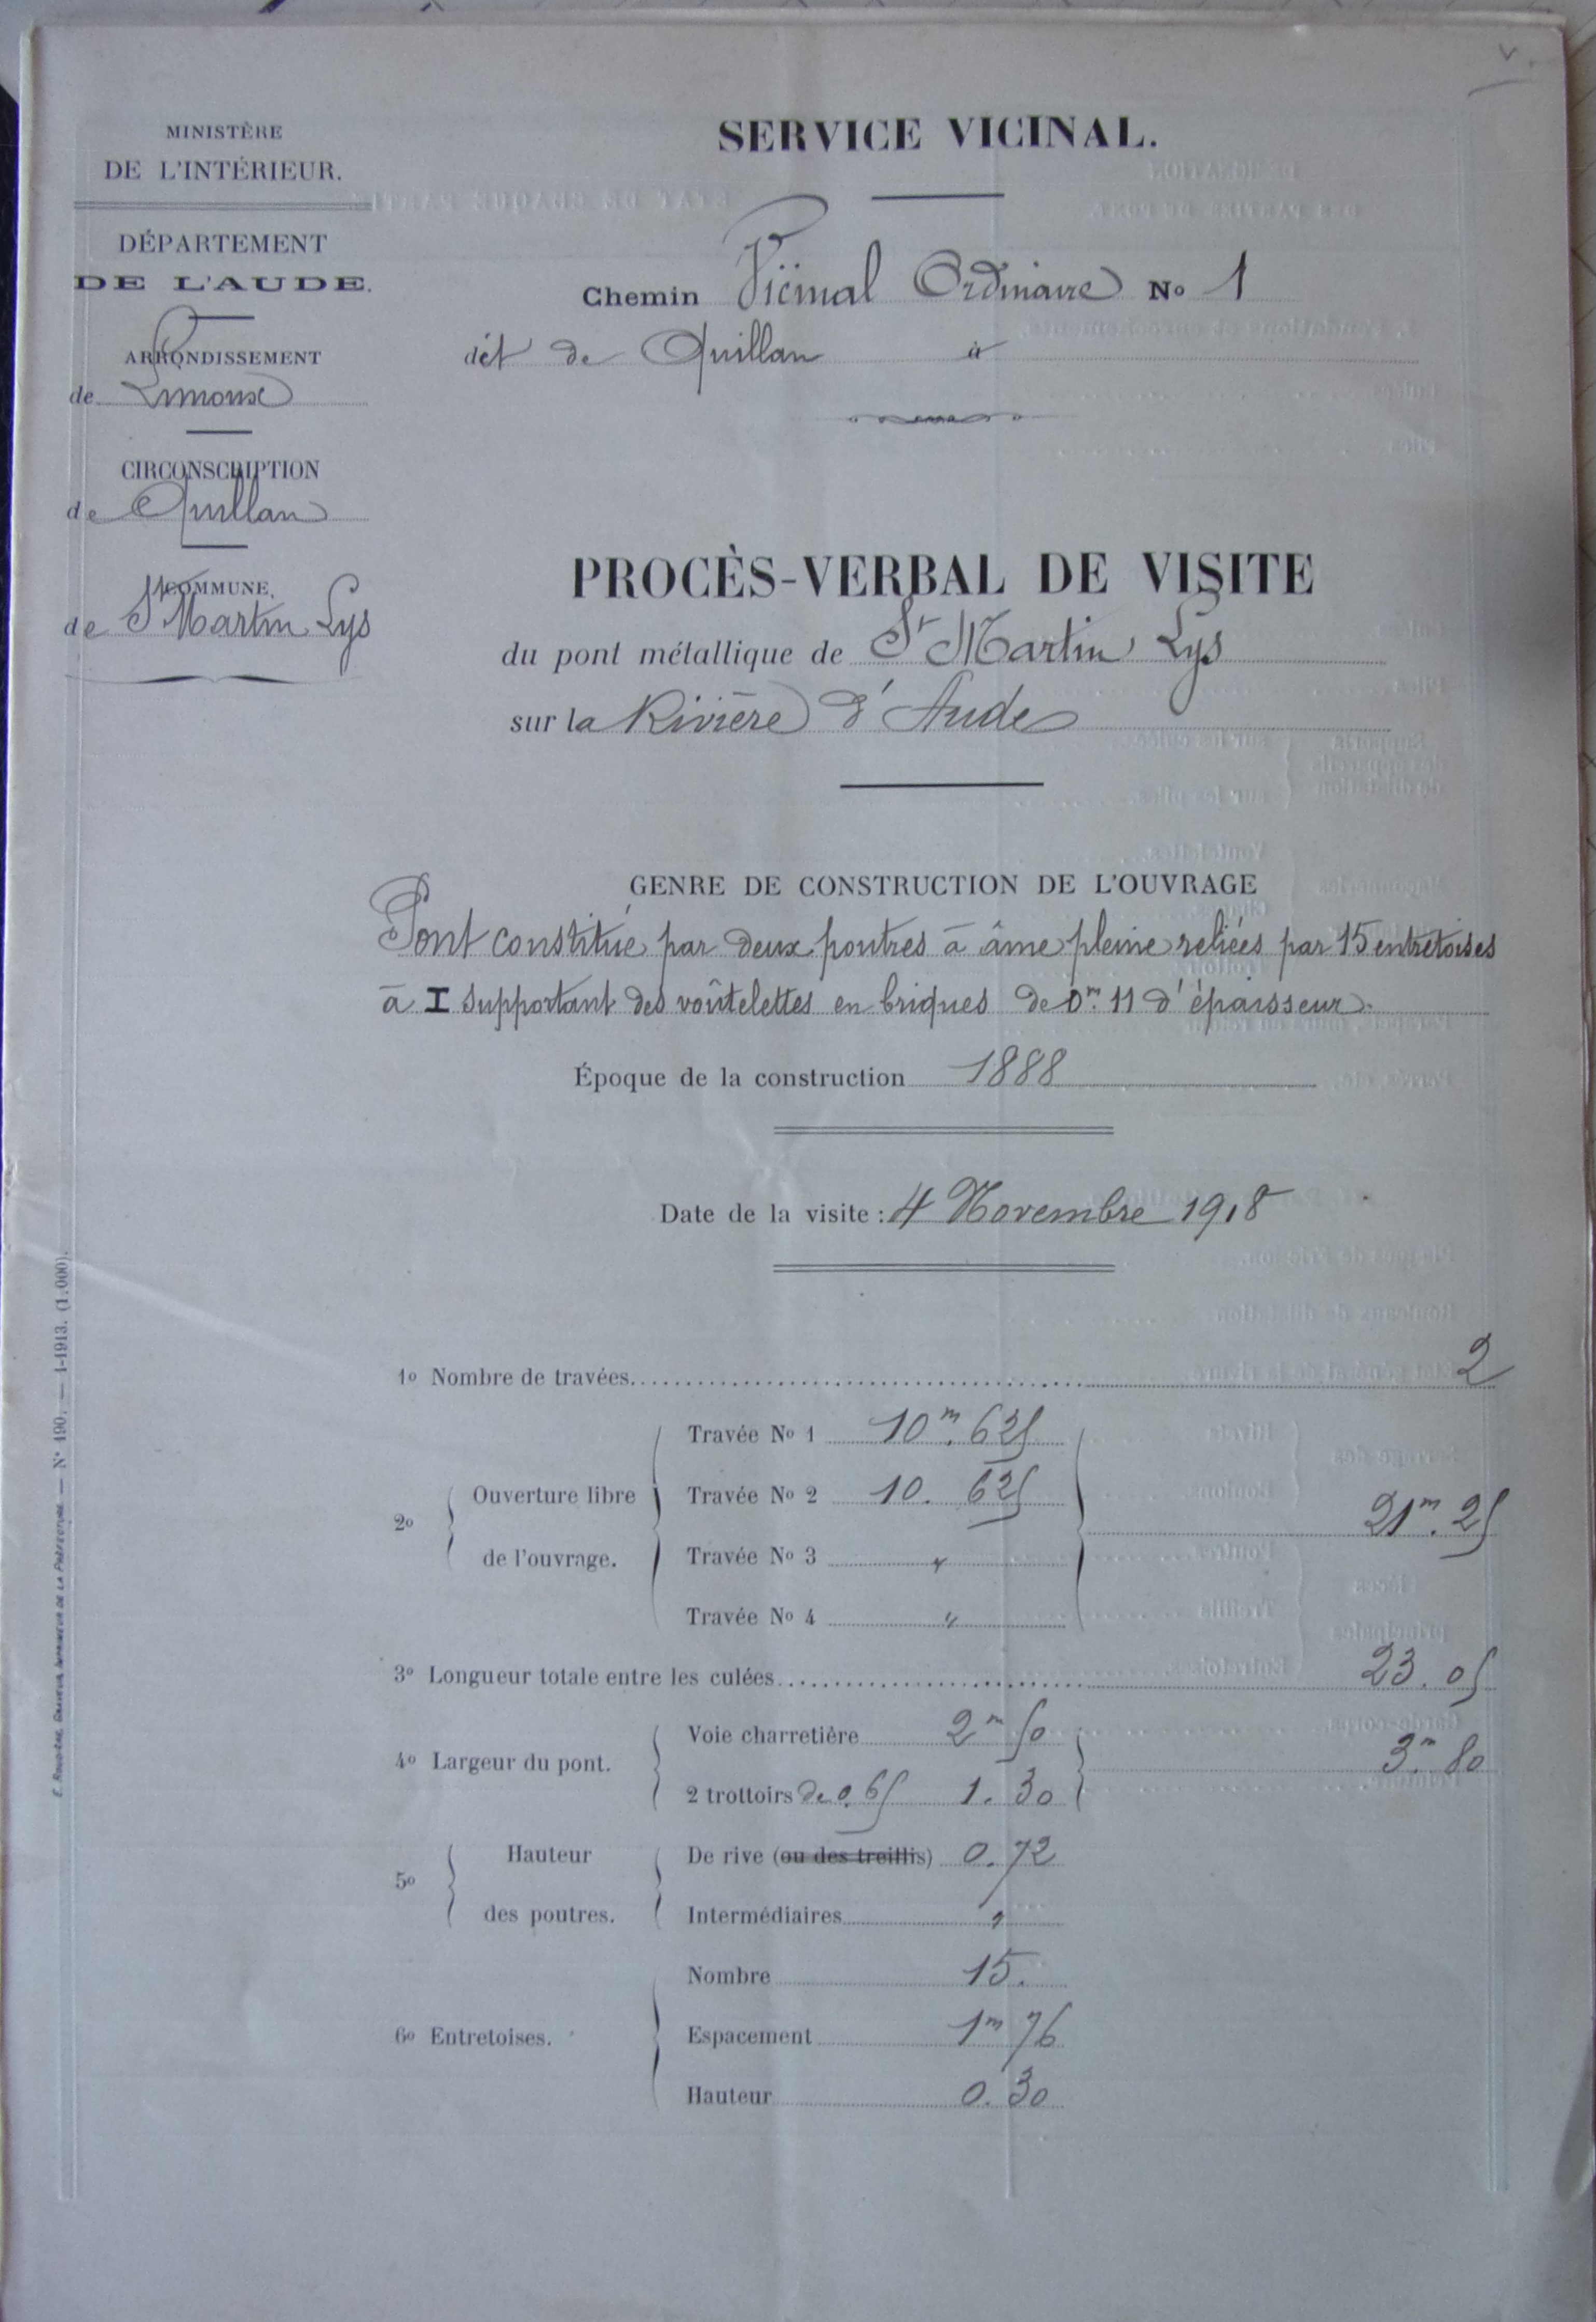 MINISTÈRE
DE L'INTÉRIEUR.
DÉPARTEMENT
DE L'AUDE.
ARRONDISSEMENT
de Limoux
CIRCONSCRIPTION
de Quillan
COMMUNE,
de St Martin Lys
SERVICE VICINAL.
Chemin Vicinal Ordinaire No 1
dét de Quillan à
PROCÈS-VERBAL DE VISITE
du pont métallique de St Martin Lys
sur la Rivière d'Aude
GENRE DE CONSTRUCTION DE L'OUVRAGE
Pont constitué par deux poutres à âme pleine reliées par 15 entretoises
à I supportant des voûtelettes en briques de 0m.11 d'épaisseur.
Époque de la construction 1888
Date de la visite : 4 Novembre 1918
1o Nombre de travées. 2
2o Ouverture libre de l'ouvrage.
Travée No 1 10m.625
Travée No 2 10. 625
Travée No 3 "
Travée No 4 "
21m.25
3o Longueur totale entre les culées 23.05
4o Largeur du pont.
Voie charretière 2m50
2 trottoirs de 0.65 1.30
3m.80
5o Hauteur des poutres.
De rive (ou des treillis) 0.72
Intermédiaires "
6o Entretoises.
Nombre 15.
Espacement 1m76
Hauteur 0.30
— No 190. — 1-1913. (1.000).